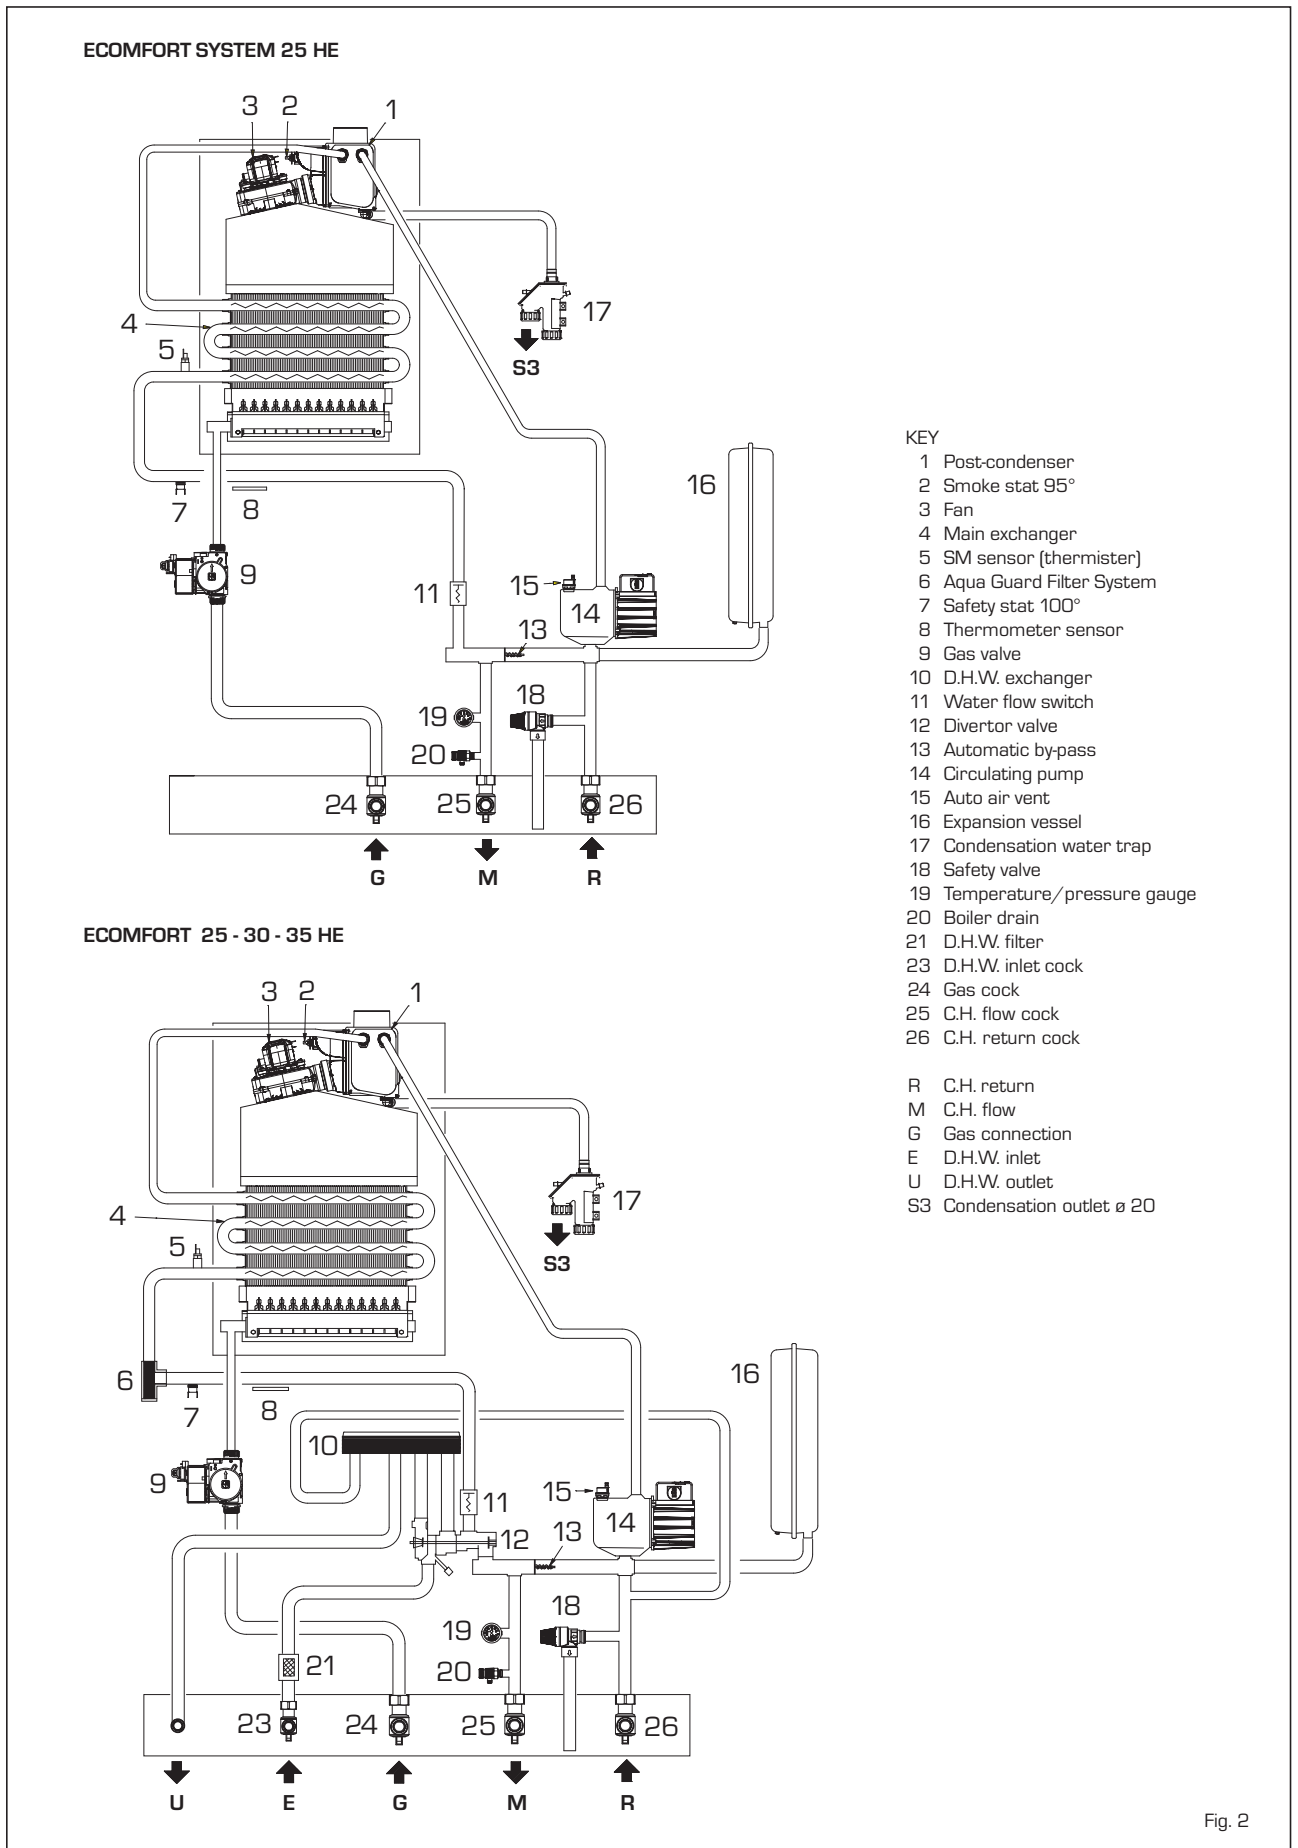 ECOMFORT SYSTEM 25 HE
3 2 1
4
5
17
S3
7
8
16
9
11
15
14
13
18
19
20
24 25 26
G M R
ECOMFORT 25 - 30 - 35 HE
3 2 1
4
5
17
S3
6
7
8
16
10
9
11
15
14
12
13
18
19
21
20
23 24 25 26
U E G M R
KEY
1 Post-condenser
2 Smoke stat 95°
3 Fan
4 Main exchanger
5 SM sensor (thermister)
6 Aqua Guard Filter System
7 Safety stat 100°
8 Thermometer sensor
9 Gas valve
10 D.H.W. exchanger
11 Water flow switch
12 Divertor valve
13 Automatic by-pass
14 Circulating pump
15 Auto air vent
16 Expansion vessel
17 Condensation water trap
18 Safety valve
19 Temperature/pressure gauge
20 Boiler drain
21 D.H.W. filter
23 D.H.W. inlet cock
24 Gas cock
25 C.H. flow cock
26 C.H. return cock
R C.H. return
M C.H. flow
G Gas connection
E D.H.W. inlet
U D.H.W. outlet
S3 Condensation outlet ø 20
Fig. 2